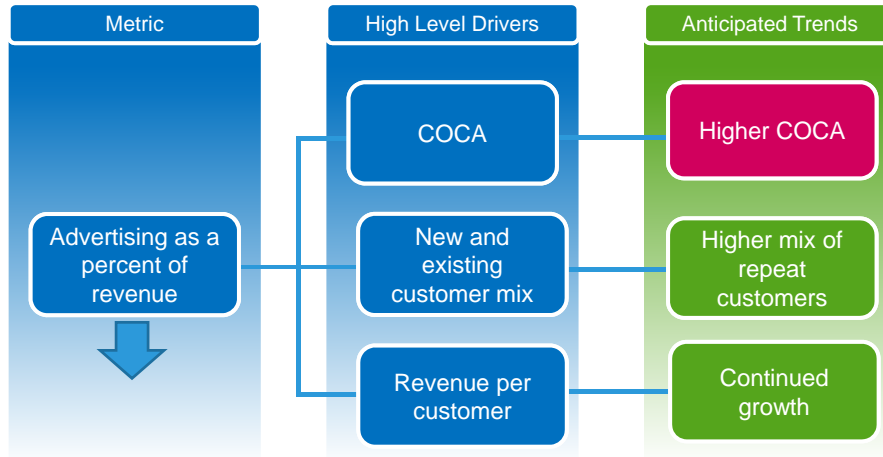 Metric
High Level Drivers
Anticipated Trends
COCA
Higher COCA
Advertising as a
percent of
revenue
New and
existing
customer mix
Higher mix of
repeat
customers
Revenue per
customer
Continued
growth